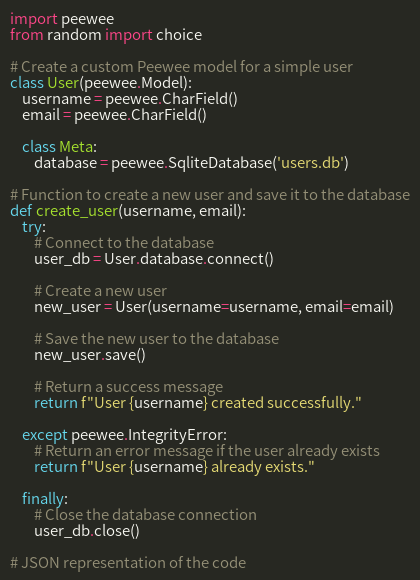 import peewee
from random import choice

# Create a custom Peewee model for a simple user
class User(peewee.Model):
    username = peewee.CharField()
    email = peewee.CharField()

    class Meta:
        database = peewee.SqliteDatabase('users.db')

# Function to create a new user and save it to the database
def create_user(username, email):
    try:
        # Connect to the database
        user_db = User.database.connect()

        # Create a new user
        new_user = User(username=username, email=email)

        # Save the new user to the database
        new_user.save()

        # Return a success message
        return f"User {username} created successfully."

    except peewee.IntegrityError:
        # Return an error message if the user already exists
        return f"User {username} already exists."

    finally:
        # Close the database connection
        user_db.close()

# JSON representation of the code